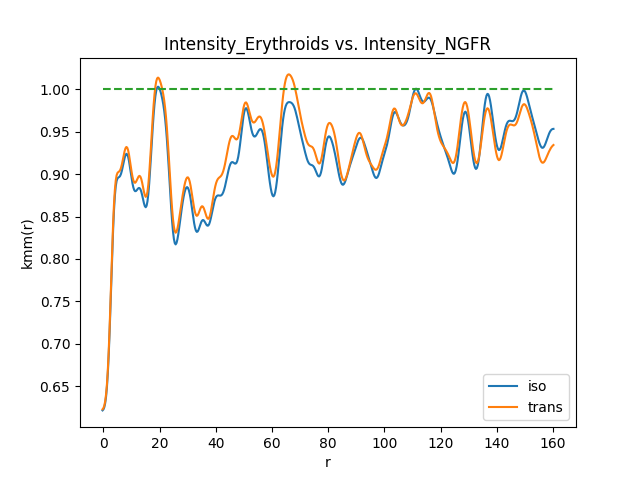 Intensity_Erythroids vs. Intensity_NGFR
1.00
0.95
0.90
0.85
0.80
0.75
0.70
0.65
kmm(r)
0 20 40 60 80 100 120 140 160
r
iso
trans